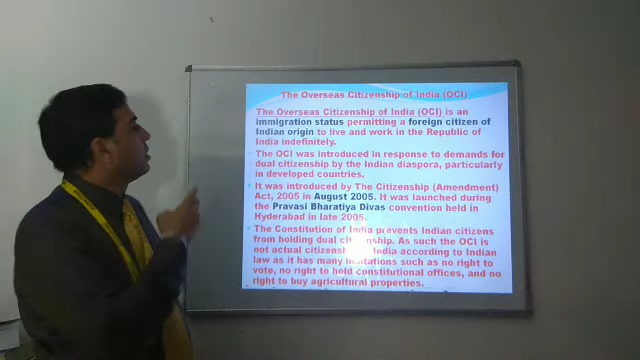 The Overseas Citizenship of India (OCI)
The Overseas Citizenship of India (OCI) is an
immigration status permitting a foreign citizen of
Indian origin to live and work in the Republic of
India indefinitely.
The OCI was introduced in response to demands for
dual citizenship by the Indian diaspora, particularly
in developed countries.
It was introduced by The Citizenship (Amendment)
Act, 2005 in August 2005. It was launched during
the Pravasi Bharatiya Divas convention held in
Hyderabad in late 2005.
The Constitution of India prevents Indian citizens
from holding dual citizenship. As such the OCI is
not actual citizenship India according to Indian
law as it has many limitations such as no right to
vote, no right to hold constitutional offices, and no
right to buy agricultural properties.